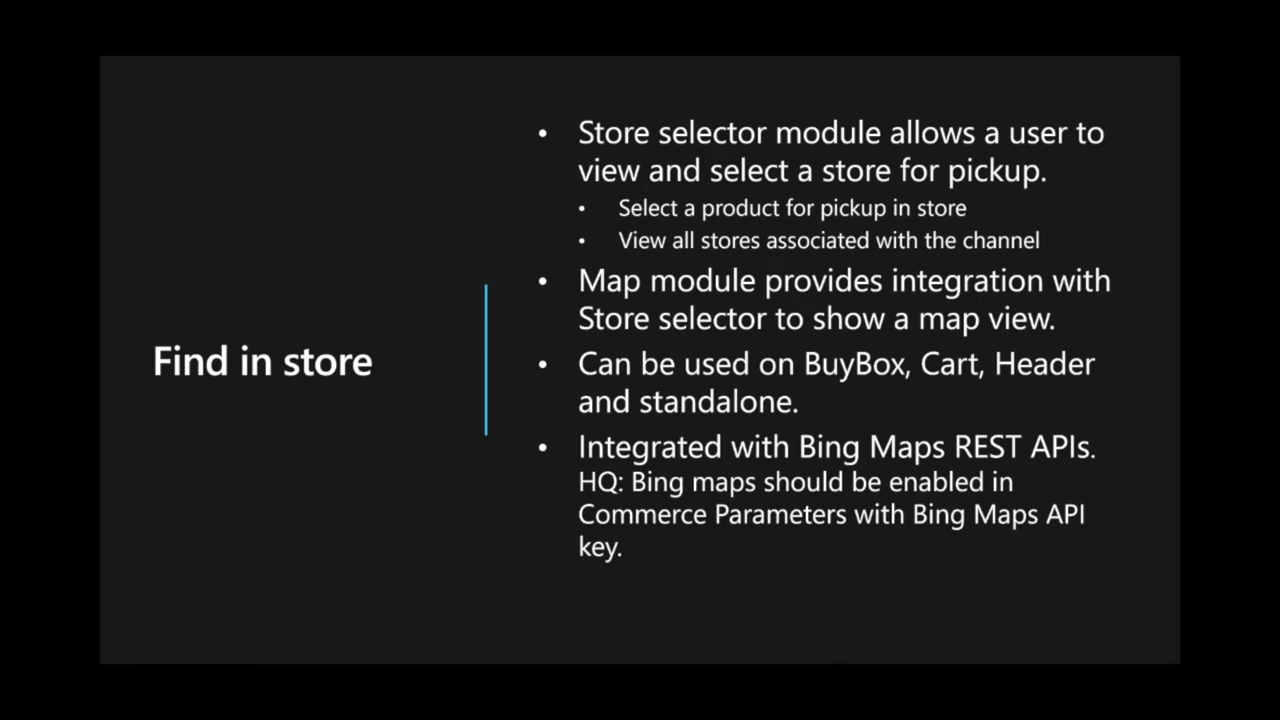 Find in store
• Store selector module allows a user to
view and select a store for pickup.
• Select a product for pickup in store
• View all stores associated with the channel
• Map module provides integration with
Store selector to show a map view.
• Can be used on BuyBox, Cart, Header
and standalone.
• Integrated with Bing Maps REST APIs.
HQ: Bing maps should be enabled in
Commerce Parameters with Bing Maps API
key.